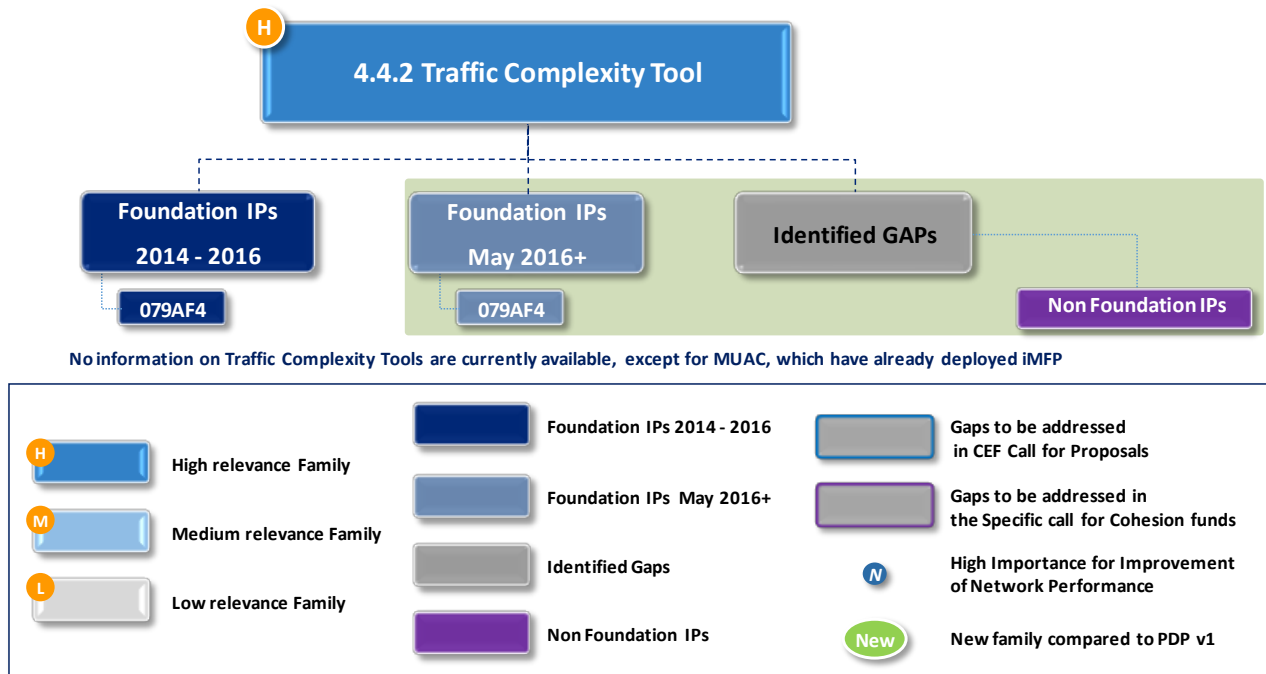 H
4.4.2 Traffic Complexity Tool
Foundation IPs
2014 - 2016
079AF4
Foundation IPs
May 2016+
079AF4
Identified GAPs
Non Foundation IPs
No information on Traffic Complexity Tools are currently available, except for MUAC, which have already deployed iMFP
H
High relevance Family
M
Medium relevance Family
L
Low relevance Family
Foundation IPs 2014 - 2016
Foundation IPs May 2016+
Identified Gaps
Non Foundation IPs
Gaps to be addressed
in CEF Call for Proposals
Gaps to be addressed in
the Specific call for Cohesion funds
N
High Importance for Improvement
of Network Performance
New
New family compared to PDP v1